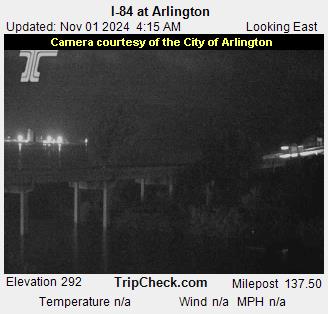 I-84 at Arlington
Updated: Nov 01 2024 4:15 AM Looking East
Camera courtesy of the City of Arlington
Elevation 292 TripCheck.com Milepost 137.50
Temperature n/a Wind n/a MPH n/a